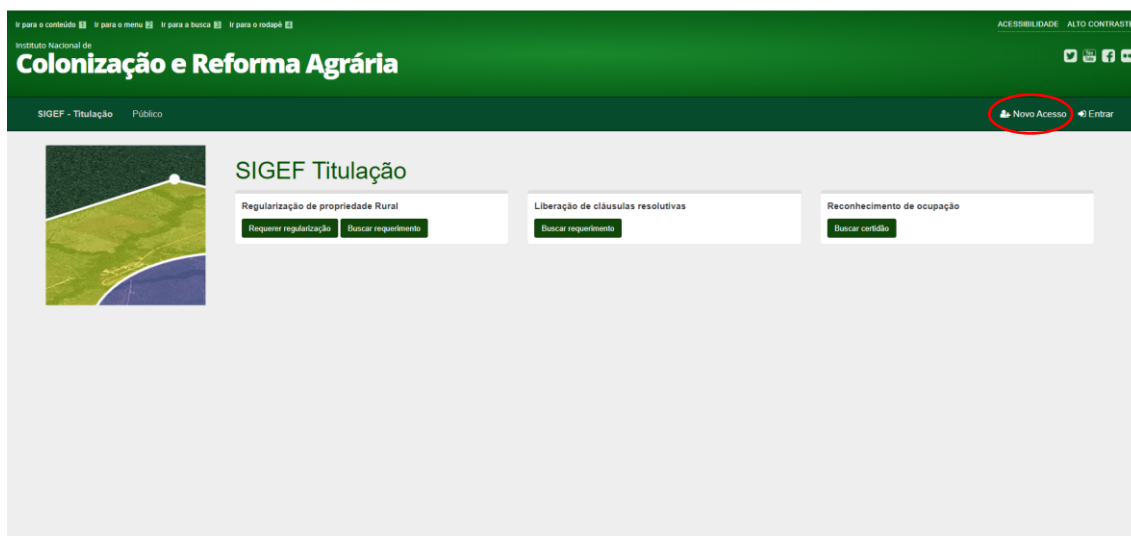 Ir para o conteúdo 1 Ir para o menu 2 Ir para a busca 3 Ir para o rodapé 4
ACESSIBILIDADE ALTO CONTRAST
Instituto Nacional de
Colonização e Reforma Agrária
SIGEF - Titulação Público
Novo Acesso Entrar
SIGEF Titulação
Regularização de propriedade Rural
Requerer regularização Buscar requerimento
Liberação de cláusulas resolutivas
Buscar requerimento
Reconhecimento de ocupação
Buscar certidão